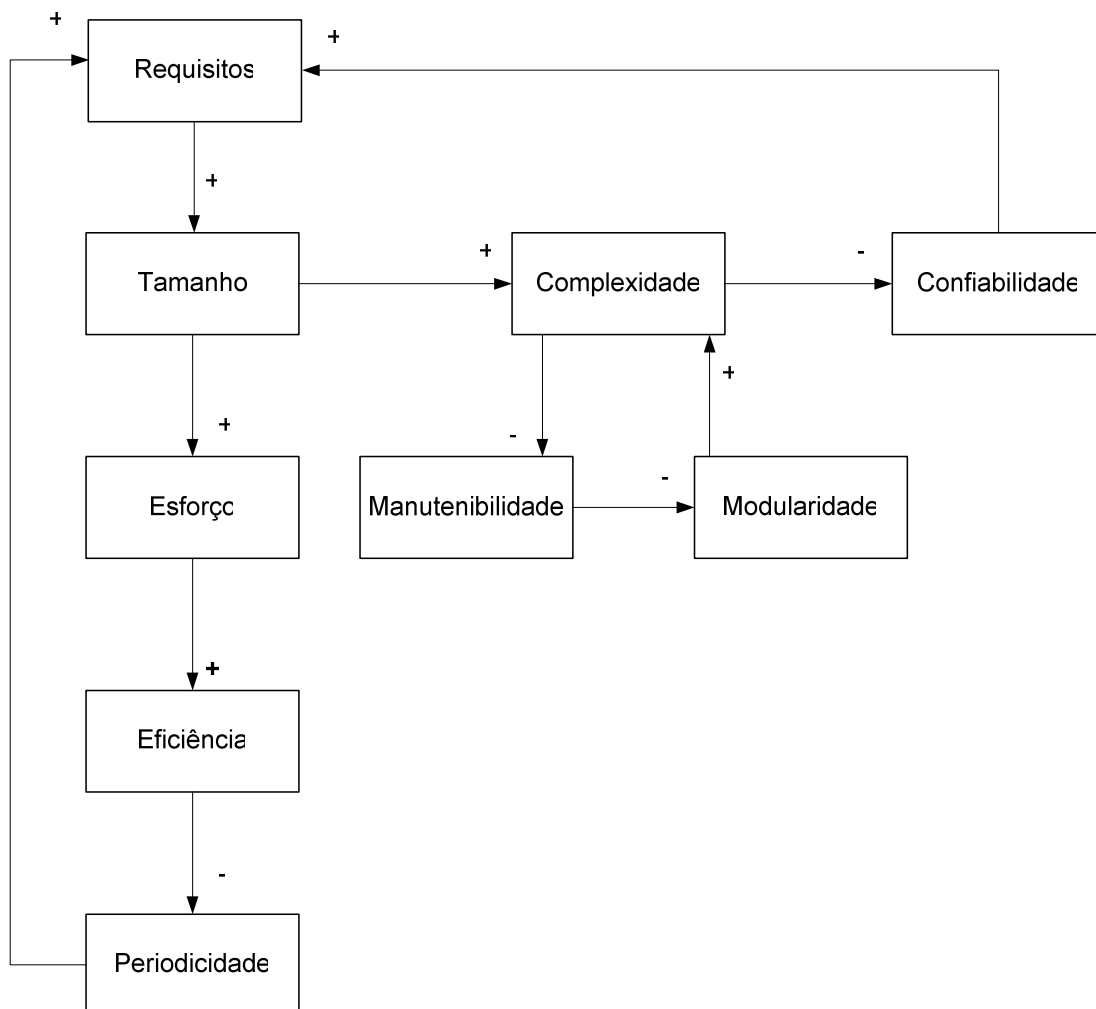 +
Requisitos
+
+
Tamanho
+
Complexidade
-
Confiabilidade
+
+
Esforço
-
Manutenibilidade
-
Modularidade
+
Eficiência
-
Periodicidade